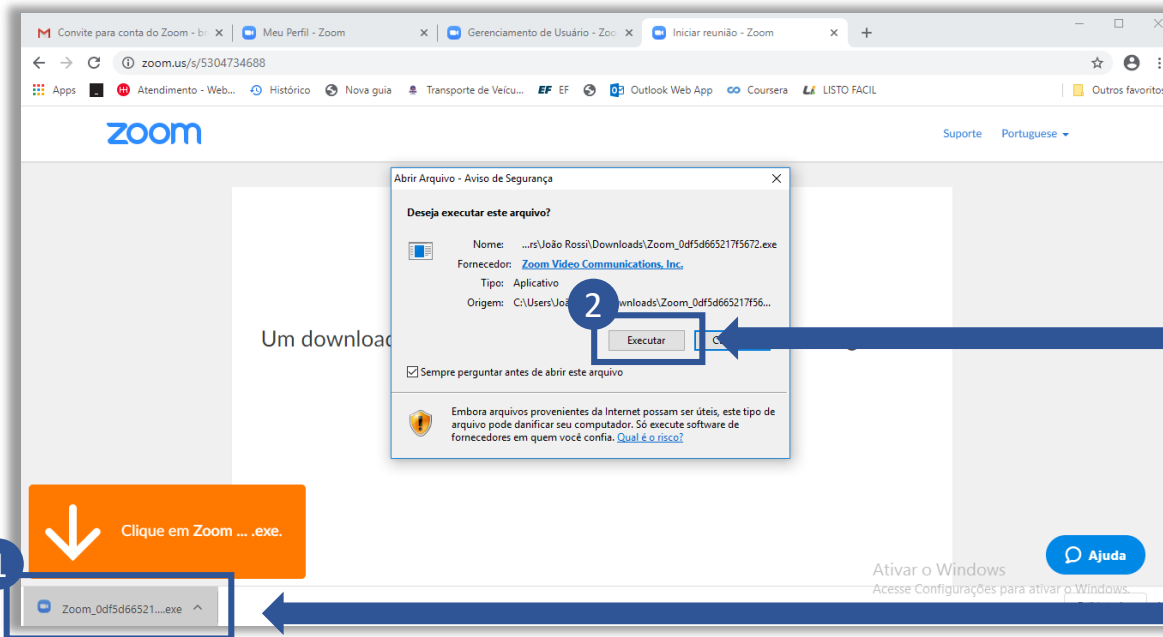 Convite para conta do Zoom - br
Meu Perfil - Zoom
Gerenciamento de Usuário - Zoo
Iniciar reunião - Zoom
zoom.us/s/5304734688
Apps
Atendimento - Web...
Histórico
Nova guia
Transporte de Veícu...
EF EF
Outlook Web App
Coursera
LISTO FACIL
Outros favoritos
zoom
Suporte
Portuguese
Abrir Arquivo - Aviso de Segurança
Deseja executar este arquivo?
Nome: ...rs\João Rossi\Downloads\Zoom_0df5d665217f5672.exe
Fornecedor: Zoom Video Communications, Inc.
Tipo: Aplicativo
Origem: C:\Users\Joã wnloads\Zoom_0df5d665217f56...
2
Um download
Executar
Sempre perguntar antes de abrir este arquivo
Embora arquivos provenientes da Internet possam ser úteis, este tipo de
arquivo pode danificar seu computador. Só execute software de
fornecedores em quem você confia. Qual é o risco?
Clique em Zoom ... .exe.
Ajuda
Ativar o Windows
Acesse Configurações para ativar o Windows.
1
Zoom_0df5d66521....exe